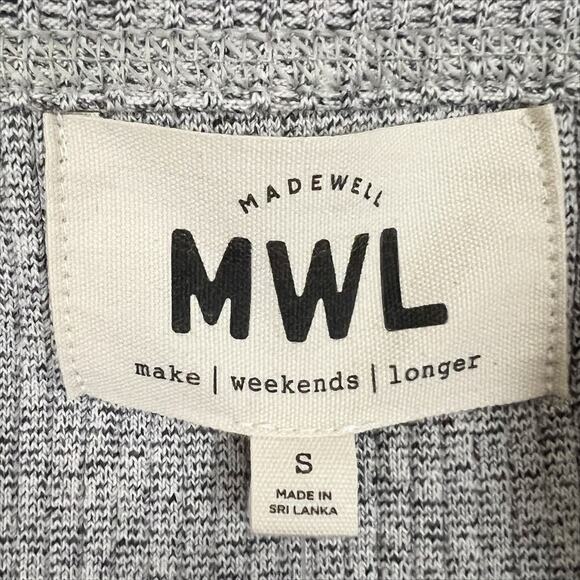 MADEWELL
MWL
make | weekends | longer
S
MADE IN
SRI LANKA